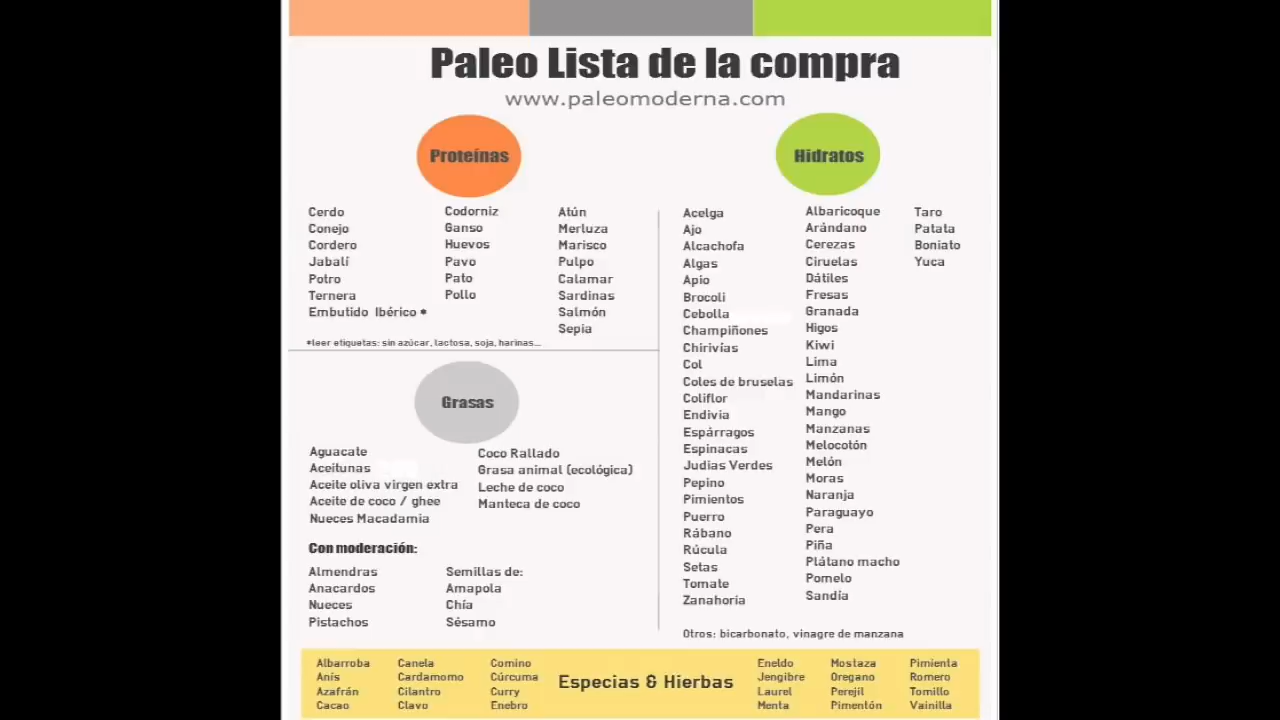 Paleo Lista de la compra
www.paleomoderna.com
Proteínas
Cerdo
Conejo
Cordero
Jabalí
Potro
Ternera
Embutido Ibérico *
Codorniz
Ganso
Huevos
Pavo
Pato
Pollo
Atún
Merluza
Marisco
Pulpo
Calamar
Sardinas
Salmón
Sepia
*leer etiquetas: sin azúcar, lactosa, soja, harinas...
Grasas
Aguacate
Aceitunas
Aceite oliva virgen extra
Aceite de coco / ghee
Nueces Macadamia
Coco Rallado
Grasa animal (ecológica)
Leche de coco
Manteca de coco
Con moderación:
Almendras
Anacardos
Nueces
Pistachos
Semillas de:
Amapola
Chía
Sésamo
Hidratos
Acelga
Ajo
Alcachofa
Algas
Apio
Brocoli
Cebolla
Champiñones
Chirivías
Col
Coles de bruselas
Coliflor
Endivia
Espárragos
Espinacas
Judias Verdes
Pepino
Pimientos
Puerro
Rábano
Rúcula
Setas
Tomate
Zanahoria
Albaricoque
Arándano
Cerezas
Ciruelas
Dátiles
Fresas
Granada
Higos
Kiwi
Lima
Limón
Mandarinas
Mango
Manzanas
Melocotón
Melón
Moras
Naranja
Paraguayo
Pera
Piña
Plátano macho
Pomelo
Sandía
Taro
Patata
Boniato
Yuca
Otros: bicarbonato, vinagre de manzana
Albarroba
Anís
Azafrán
Cacao
Canela
Cardamomo
Cilantro
Clavo
Comino
Cúrcuma
Curry
Enebro
Especias & Hierbas
Eneldo
Jengibre
Laurel
Menta
Mostaza
Oregano
Perejíl
Pimentón
Pimienta
Romero
Tomillo
Vainilla